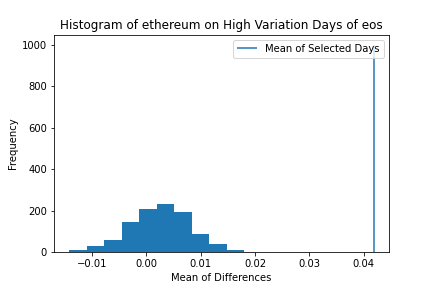 Histogram of ethereum on High Variation Days of eos
Mean of Selected Days
1000
800
600
400
200
0
Frequency
−0.01 0.00 0.01 0.02 0.03 0.04
Mean of Differences